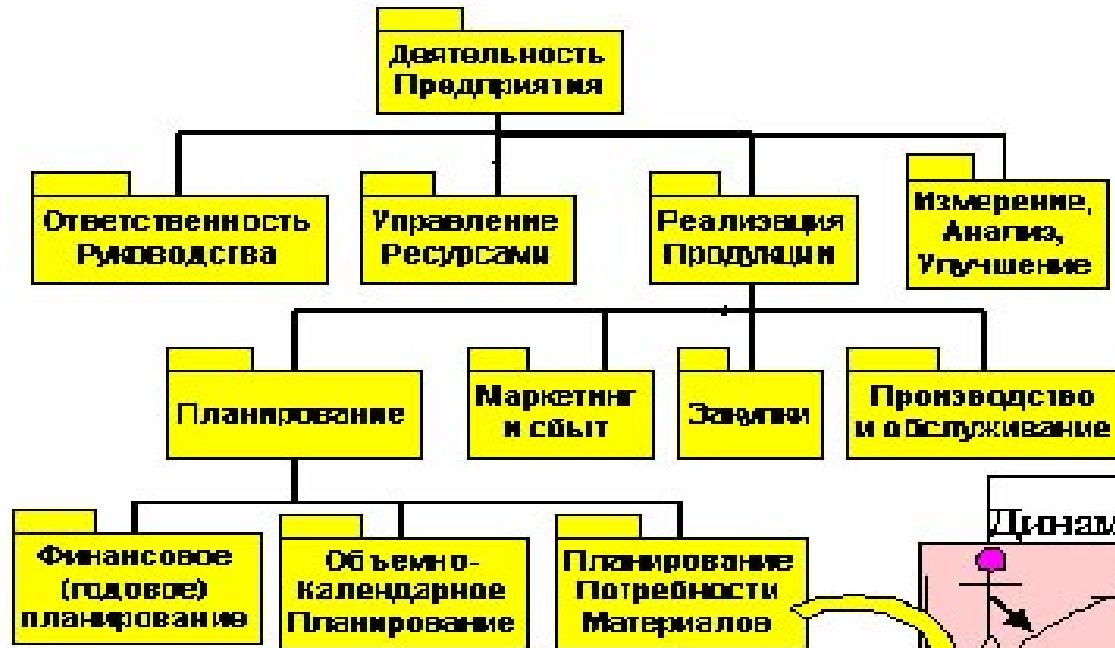 Деятельность
Предприятия
Ответственность
Руководства
Управление
Ресурсами
Реализация
Продукции
Измерение,
Анализ,
Улучшение
Планирование
Маркетинг
и сбыт
Закупки
Производство
и обслуживание
Финансовое
(годовое)
планирование
Объемно-
Календарное
Планирование
Планирование
Потребности
Материалов
Динам